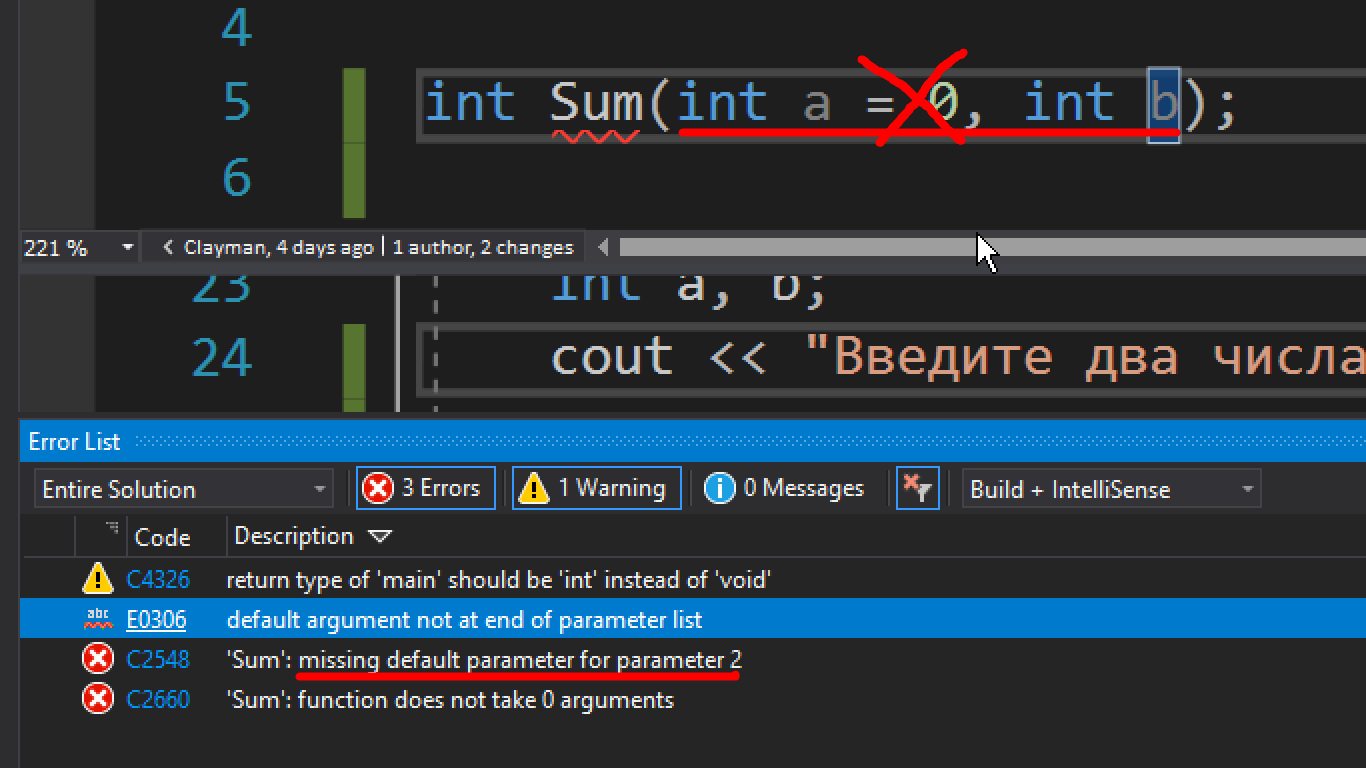 4
5 int Sum(int a = 0, int b);
6
221 % Clayman, 4 days ago | 1 author, 2 changes
23 int a, b;
24 cout << "Введите два числа
Error List
Entire Solution 3 Errors 1 Warning 0 Messages Build + IntelliSense
Code Description
C4326 return type of 'main' should be 'int' instead of 'void'
abc E0306 default argument not at end of parameter list
C2548 'Sum': missing default parameter for parameter 2
C2660 'Sum': function does not take 0 arguments